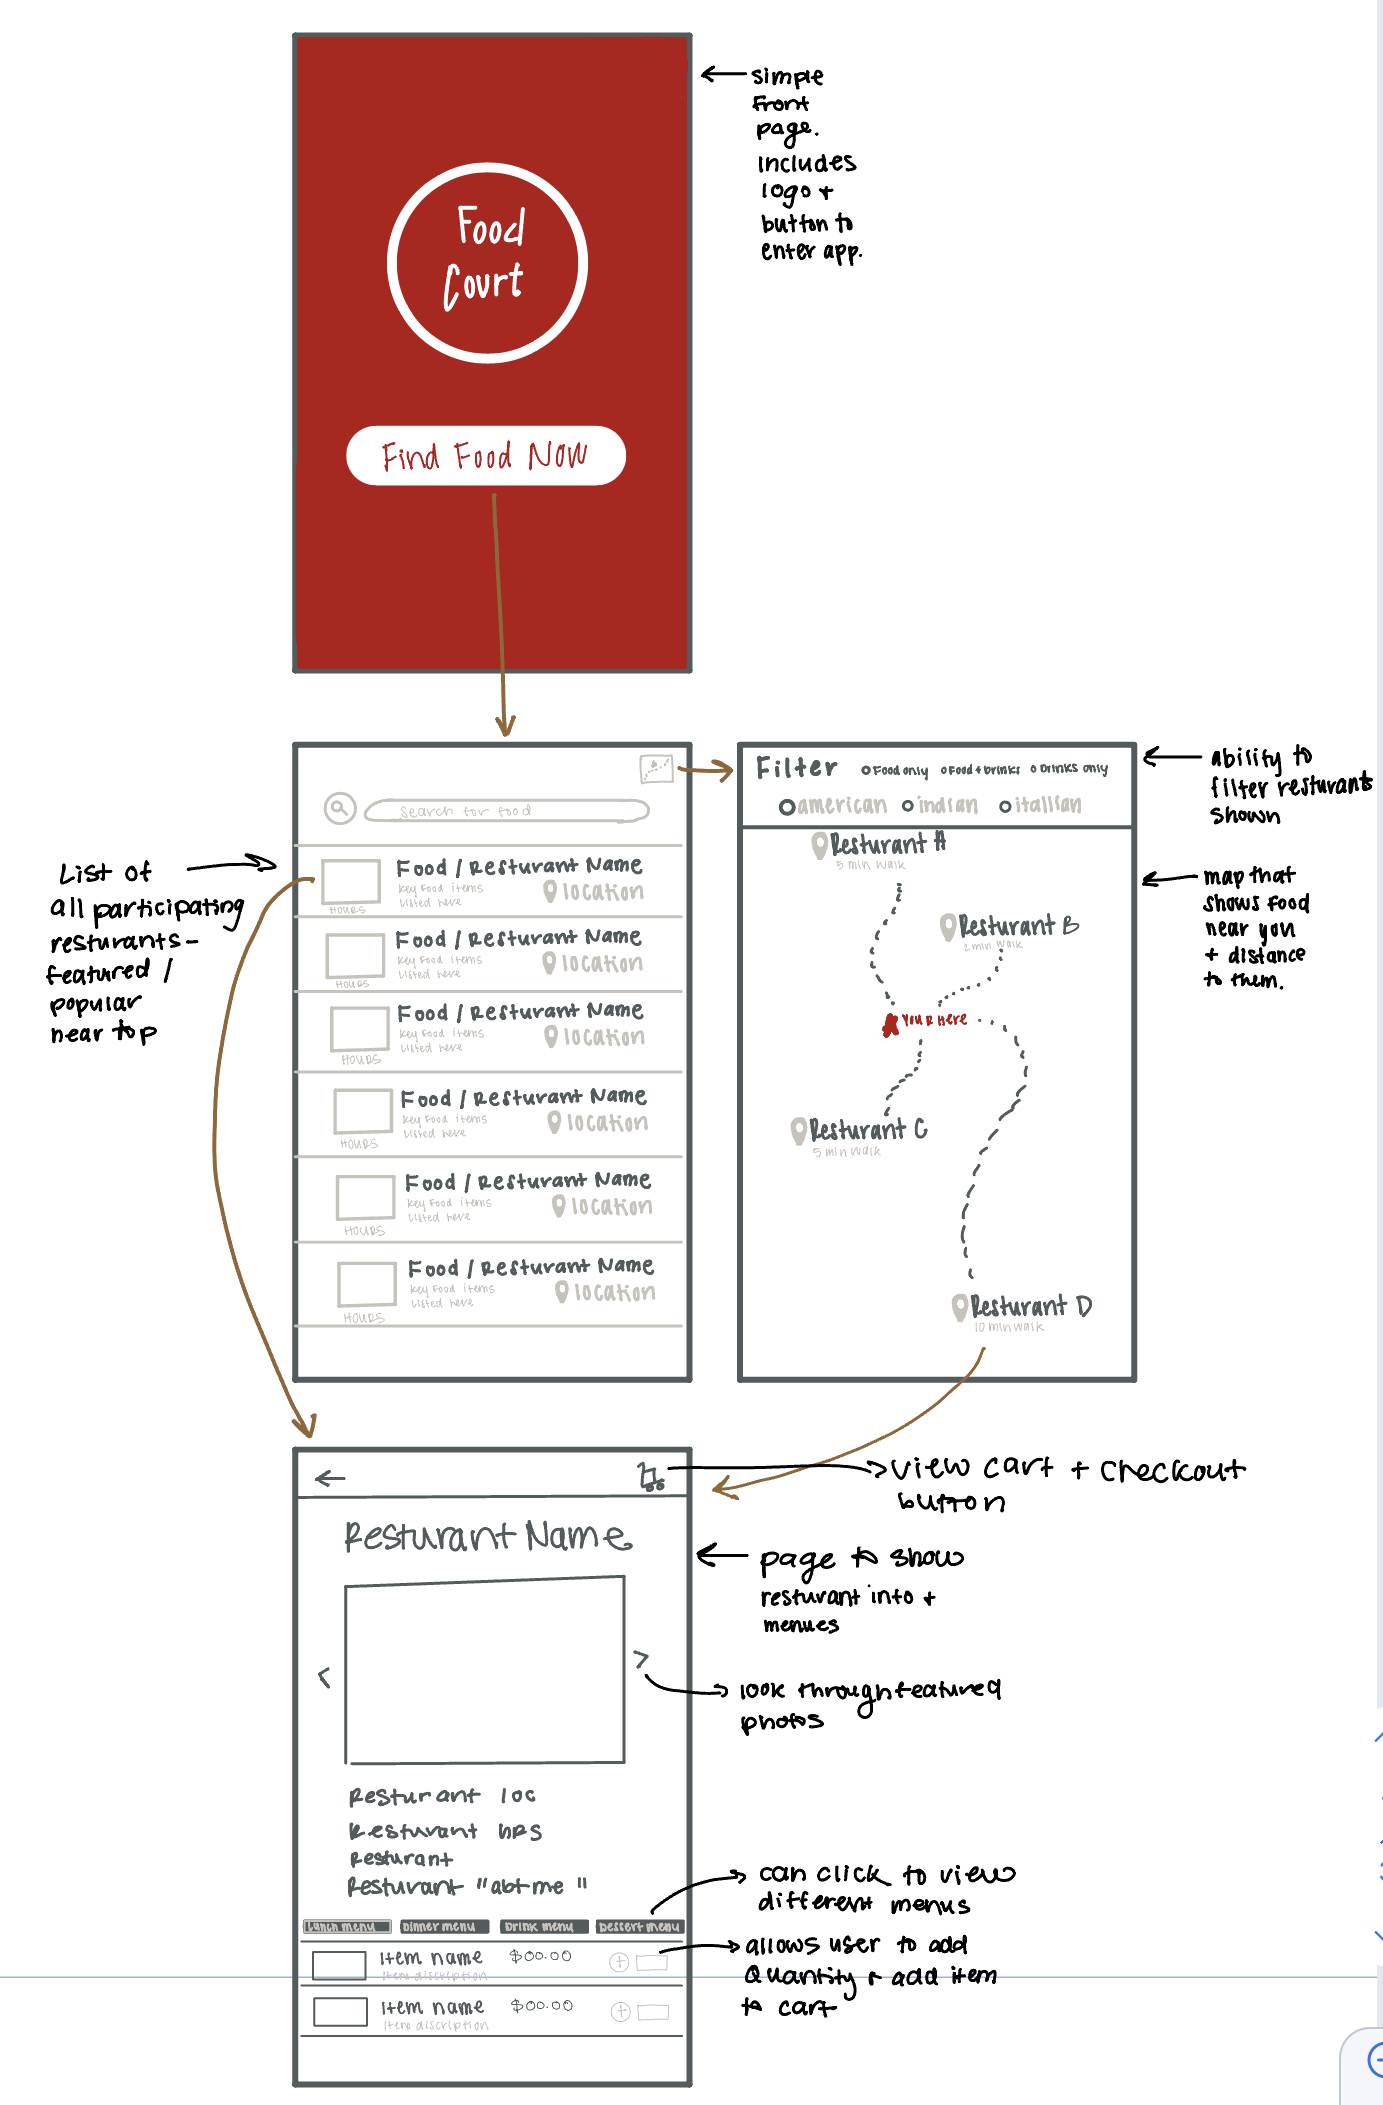 Food
Court
Find Food Now
simple
front
page.
includes
logo +
button to
enter app.
Search for food
Food / Resturant Name
Key Food items
Listed here
location
HOURS
Food / Resturant Name
Key Food items
Listed here
location
HOURS
Food / Resturant Name
Key Food items
Listed here
location
HOURS
Food / Resturant Name
Key Food items
Listed here
location
HOURS
Food / Resturant Name
Key Food items
Listed here
location
HOURS
Food / Resturant Name
Key Food items
Listed here
location
HOURS
List of
all participating
resturants-
featured /
popular
near top
Filter
Food only
Food + Drinks
Drinks only
american
indian
itallian
Resturant A
5 min walk
Resturant B
2 min walk
You R Here
Resturant C
5 min walk
Resturant D
10 min walk
ability to
filter resturants
shown
map that
shows food
near you
+ distance
to them.
Resturant Name
Resturant loc
Resturant hrs
Resturant
Resturant "abt me"
Lunch menu
Dinner menu
Drink menu
Dessert menu
Item name
$00.00
Item discription
Item name
$00.00
Item discription
view cart + checkout
button
page to show
resturant info +
menues
look through featured
photos
can click to view
different menus
allows user to add
Quantity + add item
to cart